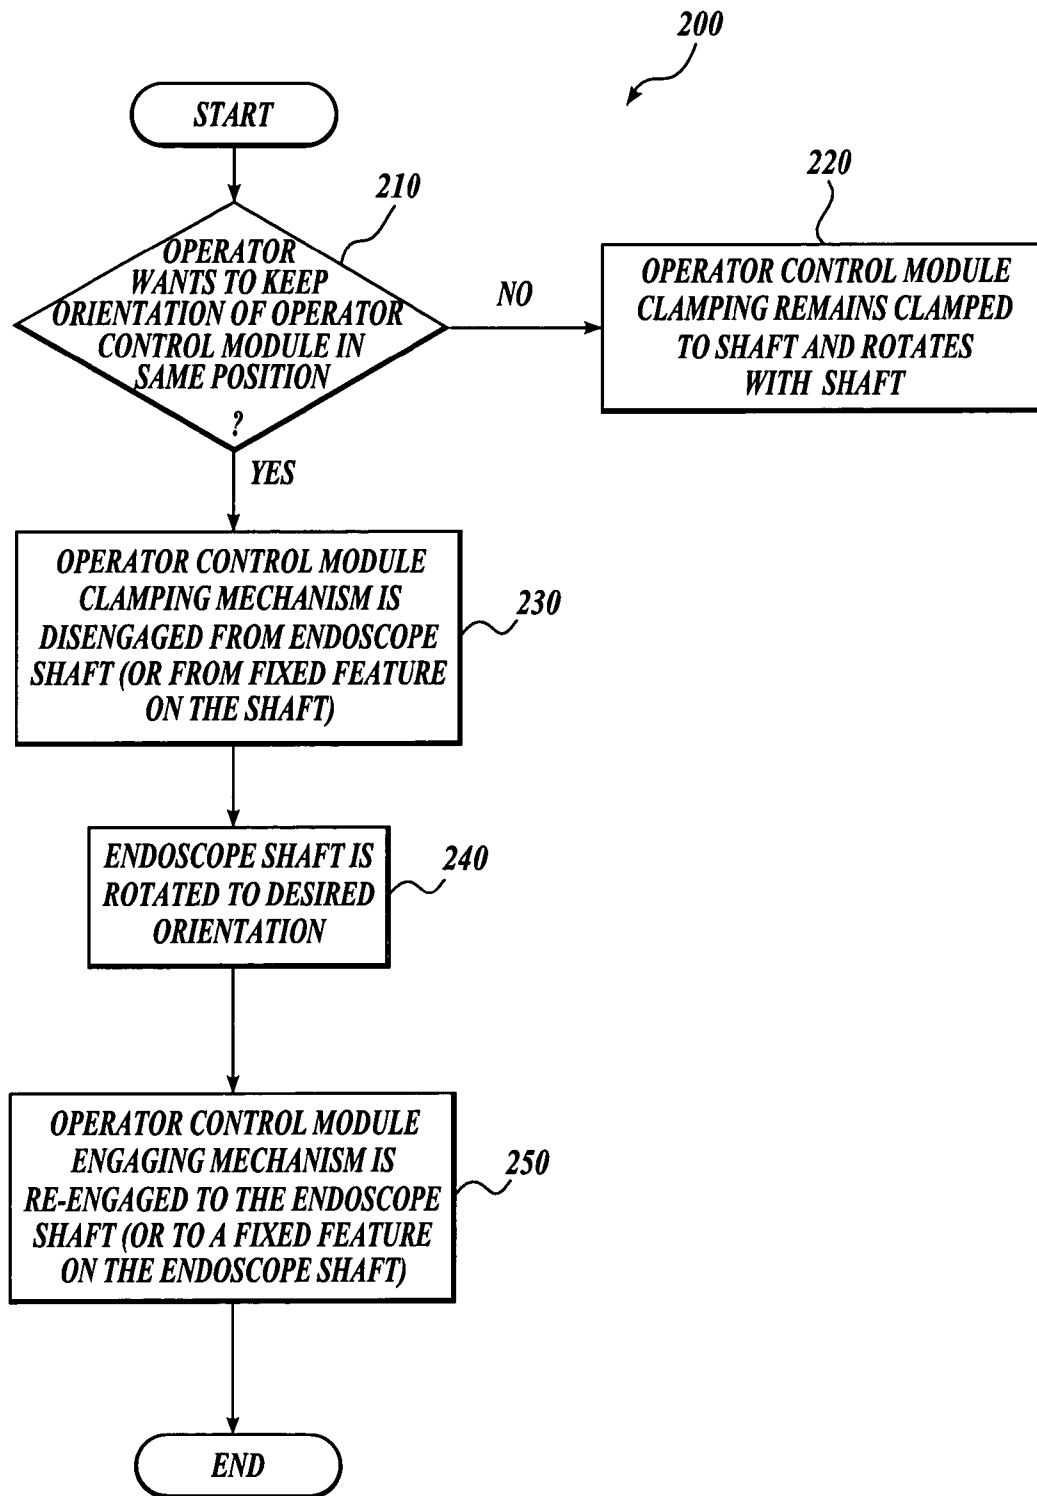 200
START
210
OPERATOR
WANTS TO KEEP
ORIENTATION OF OPERATOR
CONTROL MODULE IN
SAME POSITION
?
NO
220
OPERATOR CONTROL MODULE
CLAMPING REMAINS CLAMPED
TO SHAFT AND ROTATES
WITH SHAFT
YES
OPERATOR CONTROL MODULE
CLAMPING MECHANISM IS
DISENGAGED FROM ENDOSCOPE
SHAFT (OR FROM FIXED FEATURE
ON THE SHAFT)
230
ENDOSCOPE SHAFT IS
ROTATED TO DESIRED
ORIENTATION
240
OPERATOR CONTROL MODULE
ENGAGING MECHANISM IS
RE-ENGAGED TO THE ENDOSCOPE
SHAFT (OR TO A FIXED FEATURE
ON THE ENDOSCOPE SHAFT)
250
END